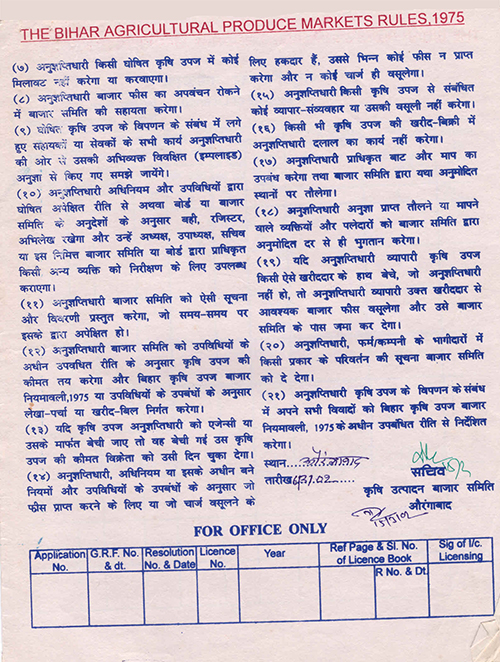 THE BIHAR AGRICULTURAL PRODUCE MARKETS RULES,1975
(७) अनुज्ञप्तिधारी किसी घोषित कृषि उपज में कोई
मिलावट नहीं करेगा या करवाएगा।
(८) अनुज्ञप्तिधारी बाजार फीस का अपवंचन रोकने
में बाजार समिति की सहायता करेगा।
(९) घोषित कृषि उपज के विपणन के संबंध में लगे
हुए सहायकों या सेवकों के सभी कार्य अनुज्ञप्तिधारी
की ओर से उसकी अभिव्यक्त विवक्षित (इम्पलाइड)
अनुज्ञा से किए गए समझे जायेंगे।
(१०) अनुज्ञप्तिधारी अधिनियम और उपविधियों द्वारा
घोषित अपेक्षित रीति से अथवा बोर्ड या बाजार
समिति के अनुदेशों के अनुसार बही, रजिस्टर,
अभिलेख रखेगा और उन्हें अध्यक्ष, उपाध्यक्ष, सचिव
या इस निमित्त बाजार समिति या बोर्ड द्वारा प्राधिकृत
किसी अन्य व्यक्ति को निरीक्षण के लिए उपलब्ध
कराएगा।
(११) अनुज्ञप्तिधारी बाजार समिति को ऐसी सूचना
और विवरणी प्रस्तुत करेगा, जो समय-समय पर
इसके द्वारा अपेक्षित हो।
(१२) अनुज्ञप्तिधारी बाजार समिति को उपविधियों के
अधीन उपवधित रीति के अनुसार कृषि उपज की
कीमत तय करेगा और बिहार कृषि उपज बाजार
नियमावली,1975 या उपविधियों के उपबंधों के अनुसार
लेखा-पर्चा या खरीद-बिल निर्गत करेगा।
(१३) यदि कृषि उपज अनुज्ञप्तिधारी को एजेन्सी या
उसके मार्फत बेची जाए तो वह बेची गई उस कृषि
उपज की कीमत विक्रेता को उसी दिन चुका देगा।
(१४) अनुज्ञप्तिधारी, अधिनियम या इसके अधीन बने
नियमों और उपविधियों के उपबंधों के अनुसार जो
फीस प्राप्त करने के लिए या जो चार्ज वसूलने के
लिए हकदार हैं, उससे भिन्न कोई फीस न प्राप्त
करेगा और न कोई चार्ज ही वसूलेगा।
(१५) अनुज्ञप्तिधारी किसी कृषि उपज से संबंधित
कोई व्यापार-संव्यवहार या उसकी वसूली नहीं करेगा।
(१६) किसी भी कृषि उपज की खरीद-बिक्री में
अनुज्ञप्तिधारी दलाल का कार्य नहीं करेगा।
(१७) अनुज्ञप्तिधारी प्राधिकृत बाट और माप का
उपबंध करेगा तथा बाजार समिति द्वारा यथा अनुमोदित
स्थानों पर तौलेगा।
(१८) अनुज्ञप्तिधारी अनुज्ञा प्राप्त तौलने या मापने
वाले व्यक्तियों और पलेदारों को बाजार समिति द्वारा
अनुमोदित दर से ही भुगतान करेगा।
(१९) यदि अनुज्ञप्तिधारी व्यापारी कृषि उपज
किसी ऐसे खरीददार के हाथ बेचे, जो अनुज्ञप्तिधारी
नहीं हो, तो अनुज्ञप्तिधारी व्यापारी उक्त खरीददार से
आवश्यक बाजार फीस वसूलेगा और उसे बाजार
समिति के पास जमा कर देगा।
(२०) अनुज्ञप्तिधारी, फर्म/कम्पनी के भागीदारों में
किसी प्रकार के परिवर्तन की सूचना बाजार समिति
को दे देगा।
(२१) अनुज्ञप्तिधारी कृषि उपज के विपणन के संबंध
में अपने सभी विवादों को बिहार कृषि उपज बाजार
नियमावली, 1975 के अधीन उपबंधित रीति से निर्देशित
करेगा।
स्थान....औरंगाबाद
सचिव
तारीख
कृषि उत्पादन बाजार समिति
औरंगाबाद
FOR OFFICE ONLY
Application No. G.R.F. No. & dt. Resolution No. & Date Licence No. Year Ref Page & Sl. No. of Licence Book Sig of I/c. Licensing
R No. & Dt.